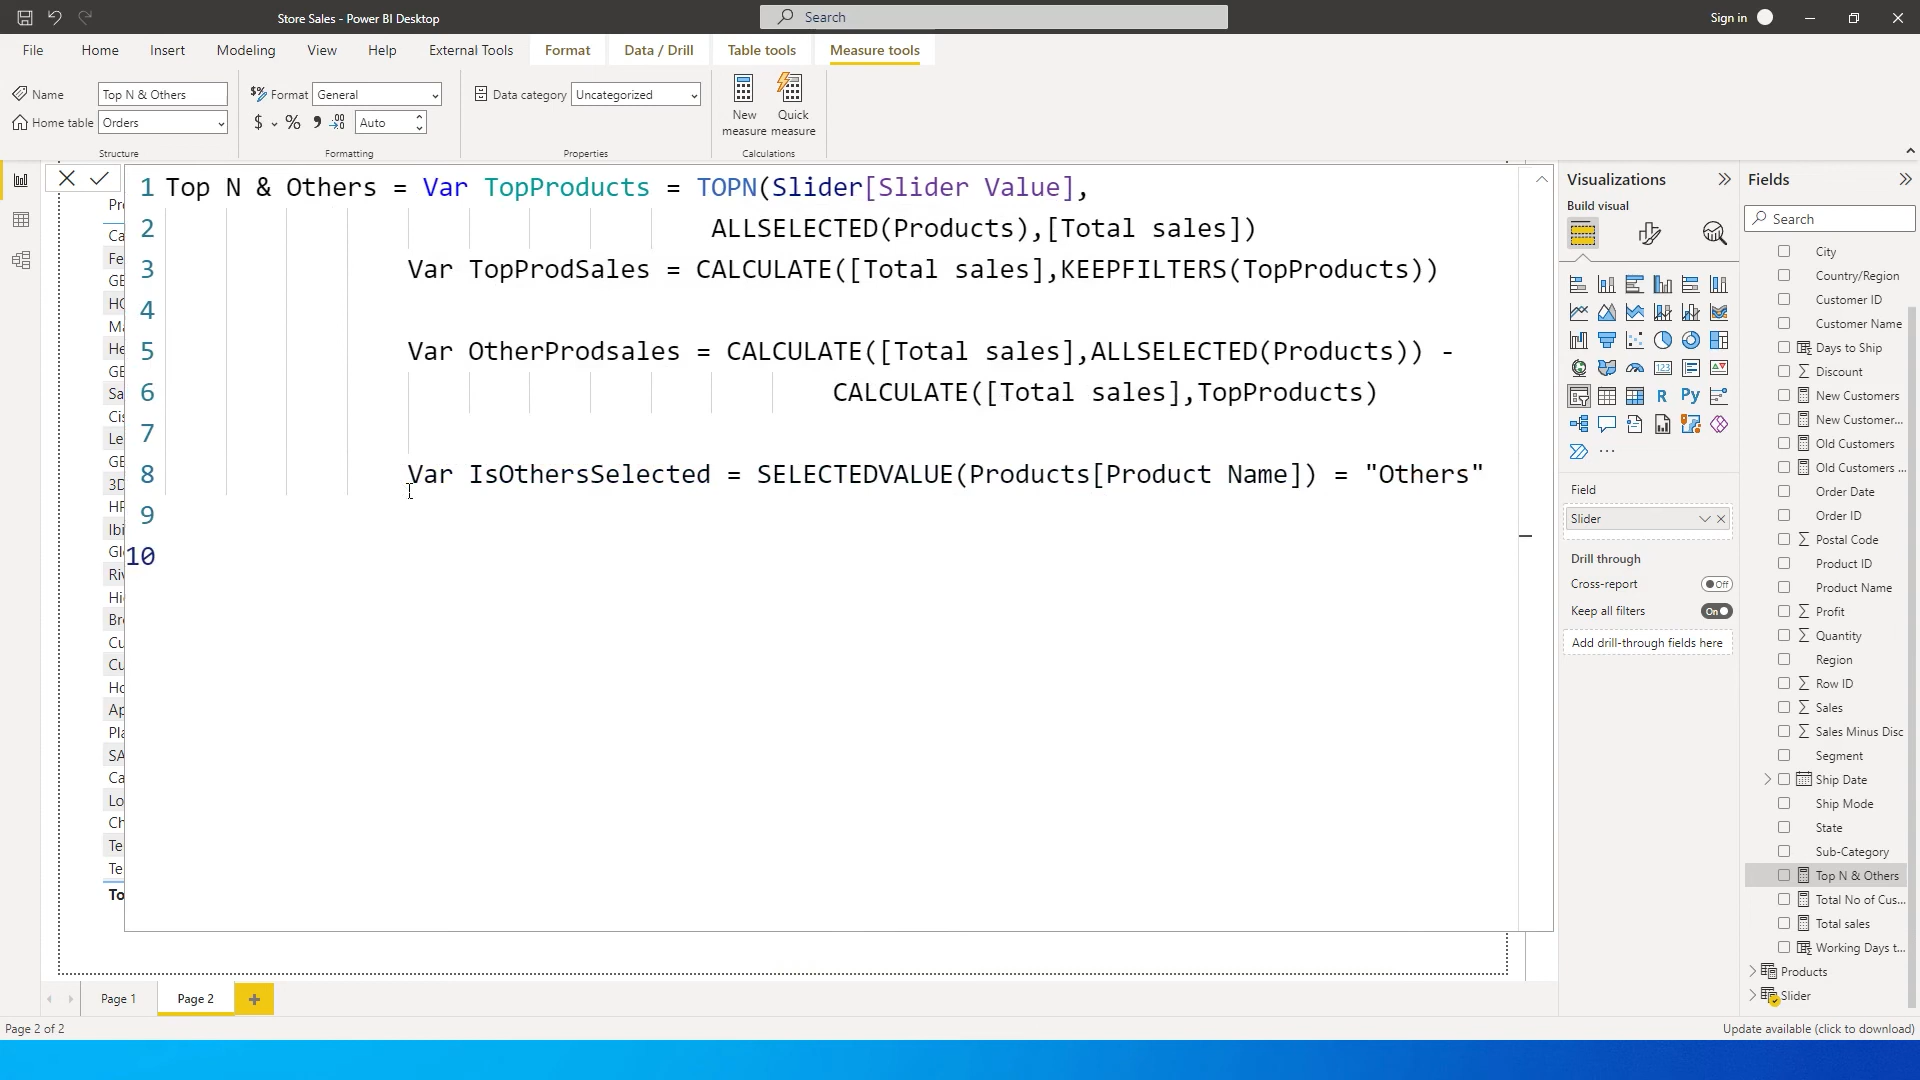 Store Sales - Power BI Desktop
Search
Sign in
File Home Insert Modeling View Help External Tools Format Data / Drill Table tools Measure tools
Name
Top N & Others
Home table
Orders
Structure
Format
General
$ % 9 .00 Auto
Formatting
Data category
Uncategorized
Properties
New measure
Quick measure
Calculations
1 Top N & Others = Var TopProducts = TOPN(Slider[Slider Value],
2 ALLSELECTED(Products),[Total sales])
3 Var TopProdSales = CALCULATE([Total sales],KEEPFILTERS(TopProducts))
4
5 Var OtherProdsales = CALCULATE([Total sales],ALLSELECTED(Products)) -
6 CALCULATE([Total sales],TopProducts)
7
8 Var IsOthersSelected = SELECTEDVALUE(Products[Product Name]) = "Others"
9
10
Visualizations
Build visual
Field
Slider
Drill through
Cross-report
Off
Keep all filters
On
Add drill-through fields here
Fields
Search
City
Country/Region
Customer ID
Customer Name
Days to Ship
Discount
New Customers
New Customer...
Old Customers
Old Customers ...
Order Date
Order ID
Postal Code
Product ID
Product Name
Profit
Quantity
Region
Row ID
Sales
Sales Minus Disc
Segment
Ship Date
Ship Mode
State
Sub-Category
Top N & Others
Total No of Cus...
Total sales
Working Days t...
Products
Slider
Page 1
Page 2
Page 2 of 2
Update available (click to download)